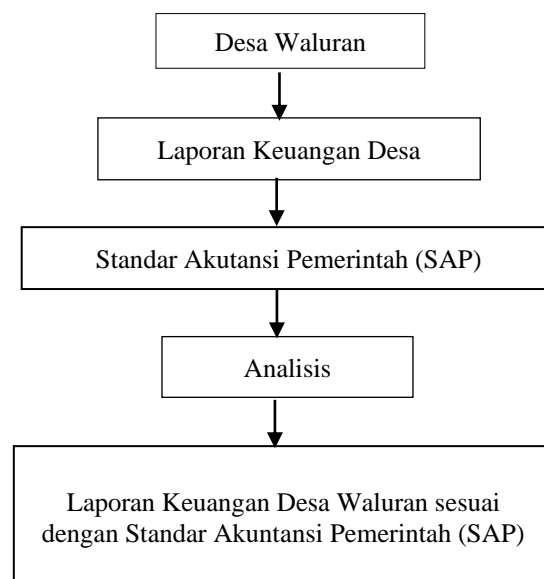 Desa Waluran
Laporan Keuangan Desa
Standar Akutansi Pemerintah (SAP)
Analisis
Laporan Keuangan Desa Waluran sesuai
dengan Standar Akuntansi Pemerintah (SAP)